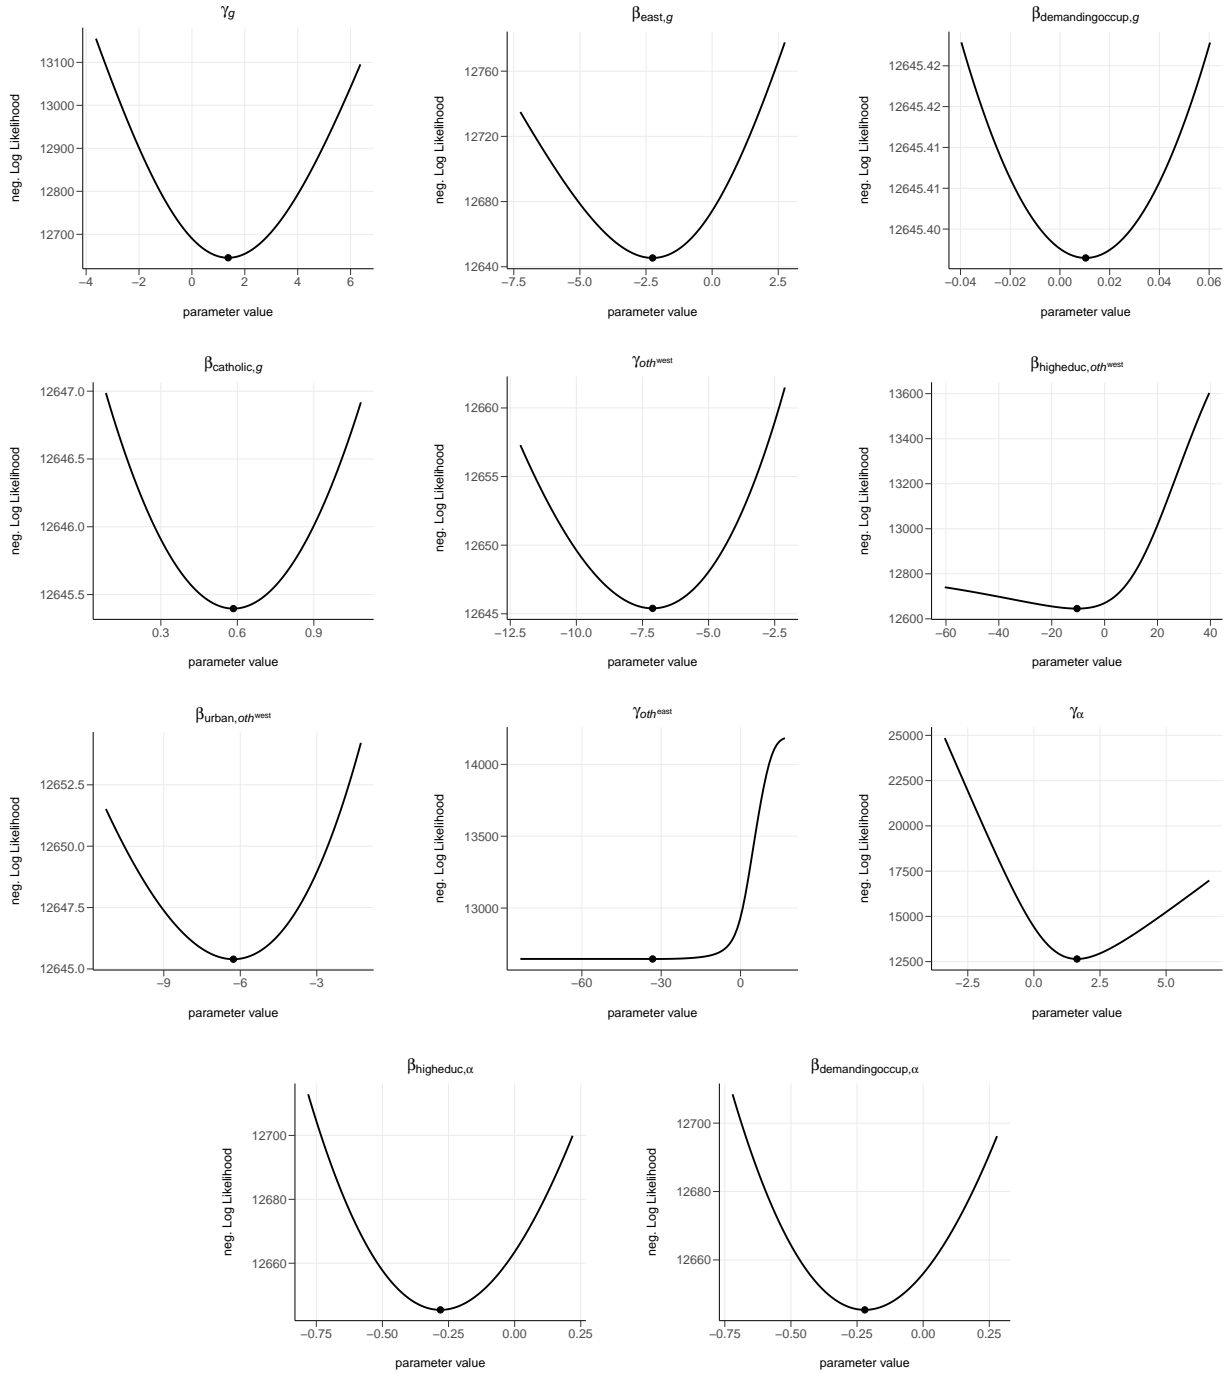 γg
βeast,g
βdemandingoccup,g
neg. Log Likelihood
13100
13000
12900
12800
12700
−4 −2 0 2 4 6
parameter value
neg. Log Likelihood
12760
12720
12680
12640
−7.5 −5.0 −2.5 0.0 2.5
parameter value
neg. Log Likelihood
12645.42
12645.42
12645.41
12645.41
12645.40
−0.04 −0.02 0.00 0.02 0.04 0.06
parameter value
βcatholic,g
γoth^west
βhigheduc,oth^west
neg. Log Likelihood
12647.0
12646.5
12646.0
12645.5
0.3 0.6 0.9
parameter value
neg. Log Likelihood
12660
12655
12650
12645
−12.5 −10.0 −7.5 −5.0 −2.5
parameter value
neg. Log Likelihood
13600
13400
13200
13000
12800
12600
−60 −40 −20 0 20 40
parameter value
βurban,oth^west
γoth^east
γα
neg. Log Likelihood
12652.5
12650.0
12647.5
12645.0
−9 −6 −3
parameter value
neg. Log Likelihood
14000
13500
13000
−60 −30 0
parameter value
neg. Log Likelihood
25000
22500
20000
17500
15000
12500
−2.5 0.0 2.5 5.0
parameter value
βhigheduc,α
βdemandingoccup,α
neg. Log Likelihood
12700
12680
12660
−0.75 −0.50 −0.25 0.00 0.25
parameter value
neg. Log Likelihood
12700
12680
12660
−0.75 −0.50 −0.25 0.00 0.25
parameter value